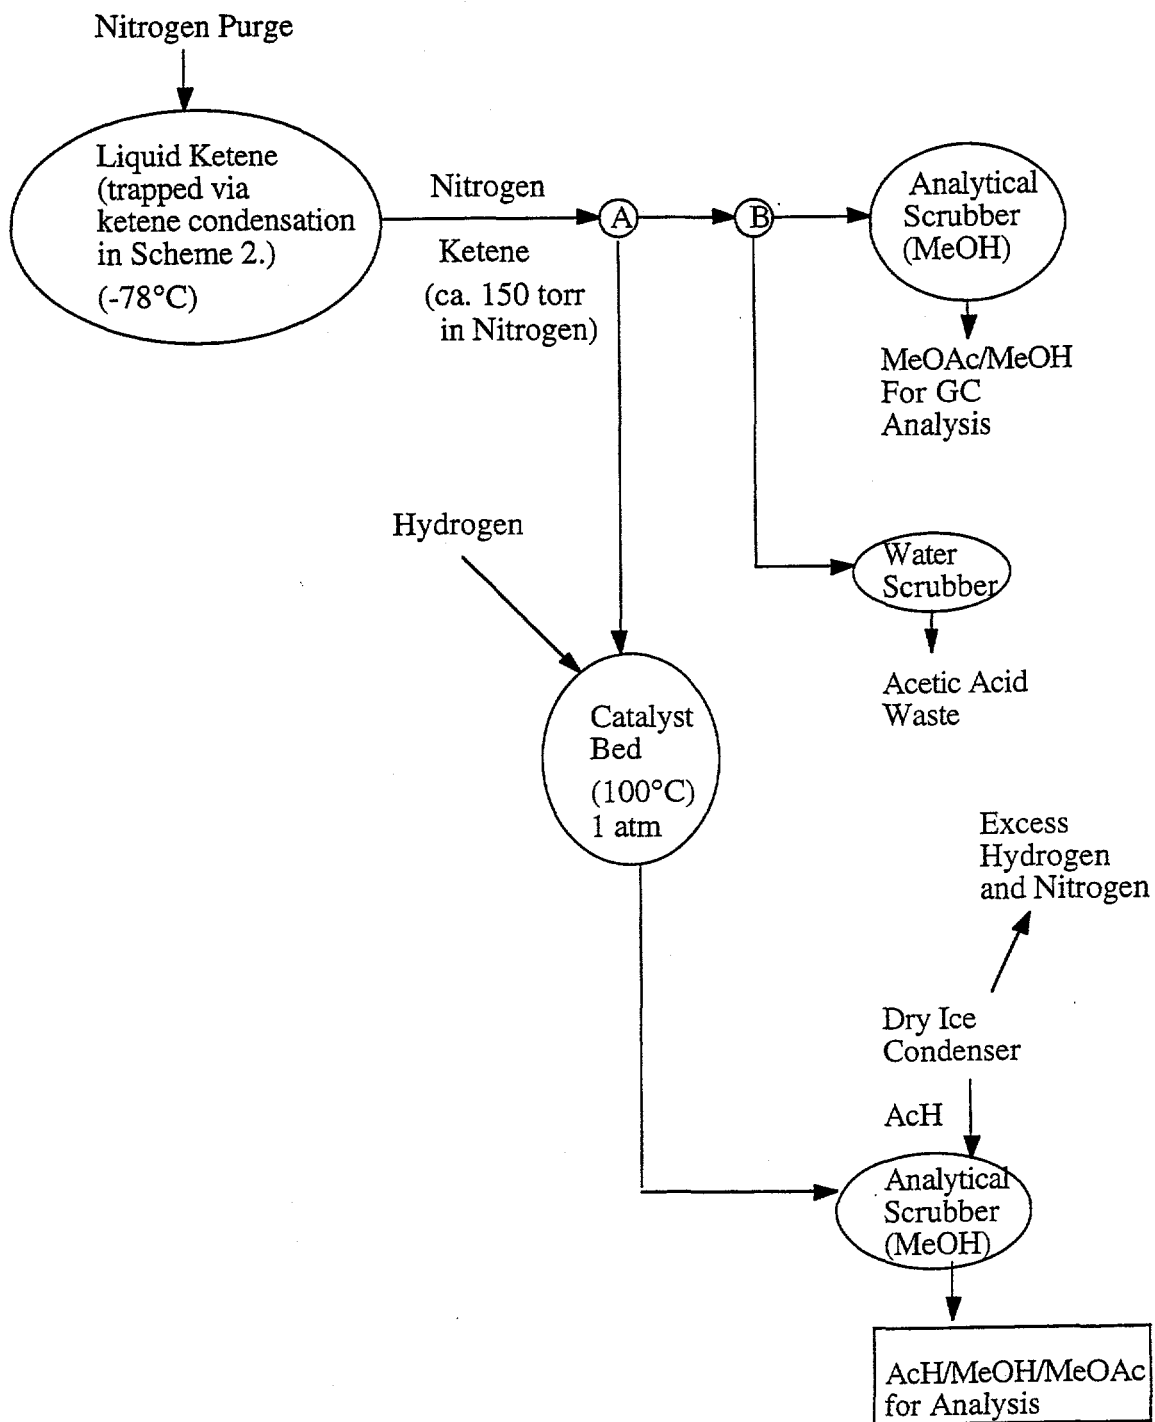 Nitrogen Purge
Liquid Ketene
(trapped via
ketene condensation
in Scheme 2.)
(-78°C)
Nitrogen
Ketene
(ca. 150 torr
in Nitrogen)
A
B
Analytical
Scrubber
(MeOH)
MeOAc/MeOH
For GC
Analysis
Hydrogen
Water
Scrubber
Acetic Acid
Waste
Catalyst
Bed
(100°C)
1 atm
Excess
Hydrogen
and Nitrogen
Dry Ice
Condenser
AcH
Analytical
Scrubber
(MeOH)
AcH/MeOH/MeOAc
for Analysis